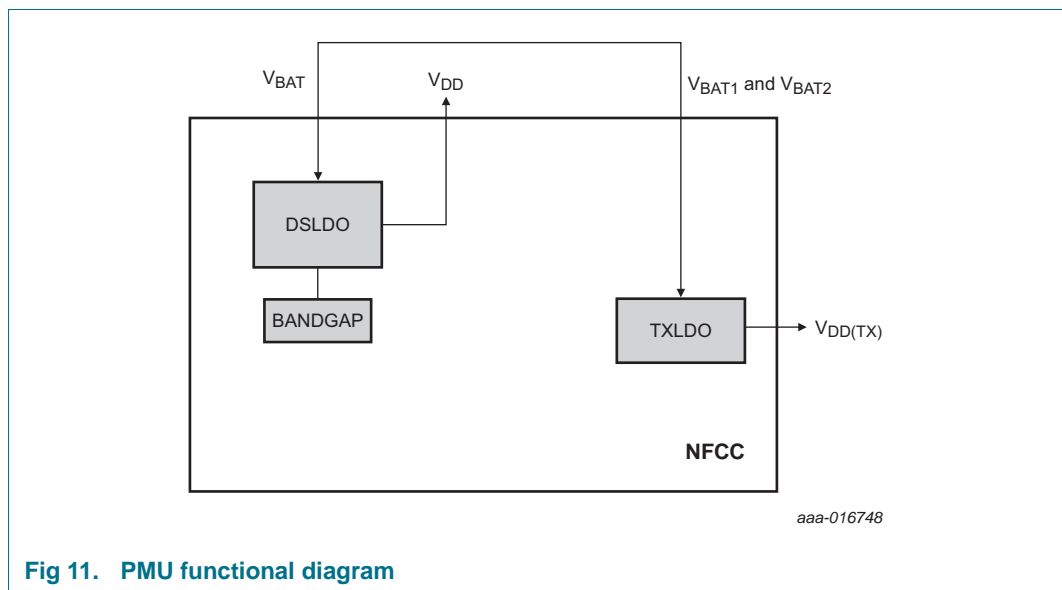 VBAT
VDD
VBAT1 and VBAT2
DSLDO
BANDGAP
TXLDO
VDD(TX)
NFCC
aaa-016748
Fig 11. PMU functional diagram